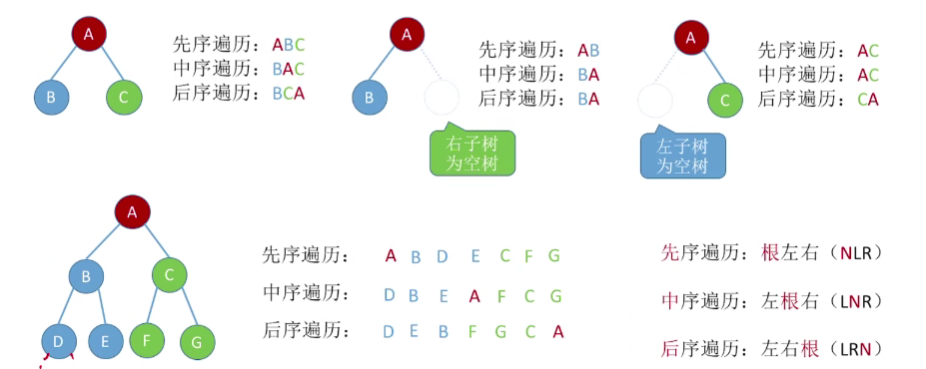 A
B
C
先序遍历：ABC
中序遍历：BAC
后序遍历：BCA
A
B
右子树
为空树
先序遍历：AB
中序遍历：BA
后序遍历：BA
A
C
左子树
为空树
先序遍历：AC
中序遍历：AC
后序遍历：CA
A
B
C
D
E
F
G
先序遍历： A B D E C F G
中序遍历： D B E A F C G
后序遍历： D E B F G C A
先序遍历：根左右（NLR）
中序遍历：左根右（LNR）
后序遍历：左右根（LRN）